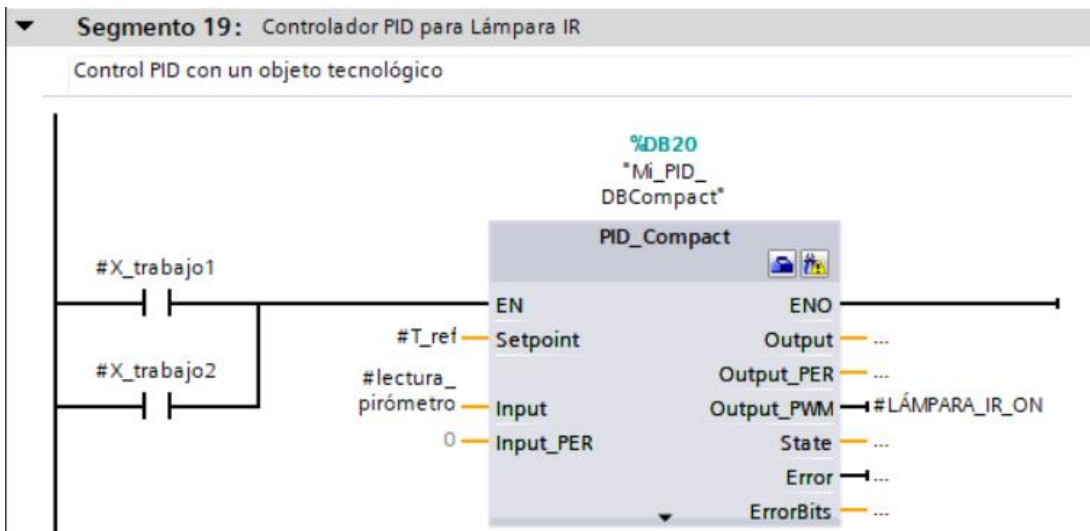 Segmento 19: Controlador PID para Lámpara IR
Control PID con un objeto tecnológico
%DB20
"Mi_PID_
DBCompact"
PID_Compact
#X_trabajo1
EN
ENO
#T_ref
Setpoint
Output
...
#X_trabajo2
#lectura_
pirómetro
Input
Output_PER
...
Output_PWM
#LÁMPARA_IR_ON
0
Input_PER
State
...
Error
...
ErrorBits
...